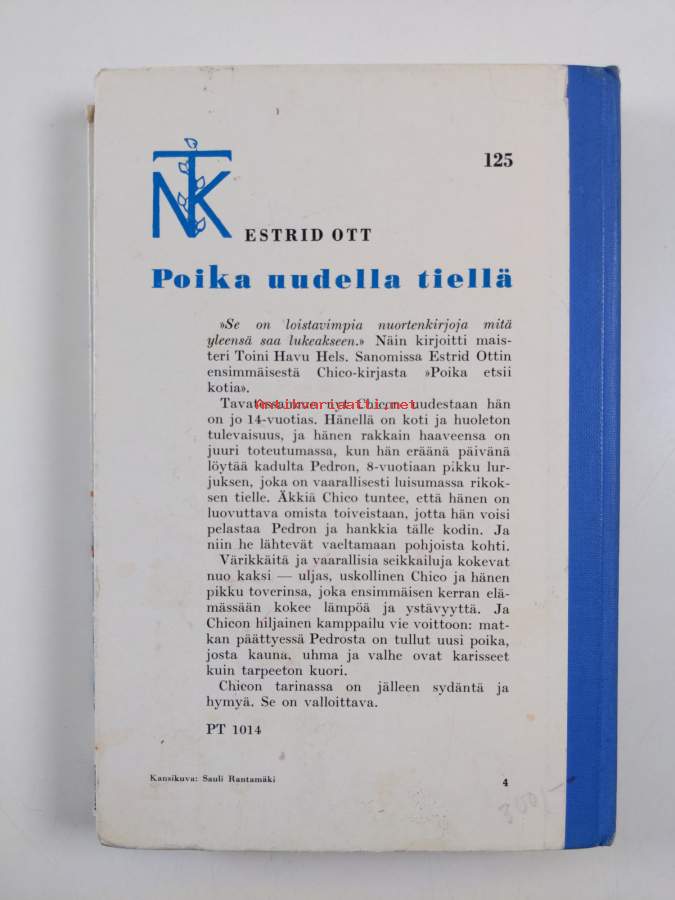 125
NTK
ESTRID OTT
Poika uudella tiellä
»Se on loistavimpia nuortenkirjoja mitä
yleensä saa lukeakseen.» Näin kirjoitti mais-
teri Toini Havu Hels. Sanomissa Estrid Ottin
ensimmäisestä Chico-kirjasta »Poika etsii
kotia».
Antikvariaatti.net
Tavatessamme nyt Chicon uudestaan hän
on jo 14-vuotias. Hänellä on koti ja huoleton
tulevaisuus, ja hänen rakkain haaveensa on
juuri toteutumassa, kun hän eräänä päivänä
löytää kadulta Pedron, 8-vuotiaan pikku lur-
juksen, joka on vaarallisesti luisumassa rikok-
sen tielle. Äkkiä Chico tuntee, että hänen on
luovuttava omista toiveistaan, jotta hän voisi
pelastaa Pedron ja hankkia tälle kodin. Ja
niin he lähtevät vaeltamaan pohjoista kohti.
Värikkäitä ja vaarallisia seikkailuja kokevat
nuo kaksi — uljas, uskollinen Chico ja hänen
pikku toverinsa, joka ensimmäisen kerran elä-
mässään kokee lämpöä ja ystävyyttä. Ja
Chicon hiljainen kamppailu vie voittoon: mat-
kan päättyessä Pedrosta on tullut uusi poika,
josta kauna, uhma ja valhe ovat karisseet
kuin tarpeeton kuori.
Chicon tarinassa on jälleen sydäntä ja
hymyä. Se on valloittava.
PT 1014
Kansikuva: Sauli Rantamäki
4
300/-